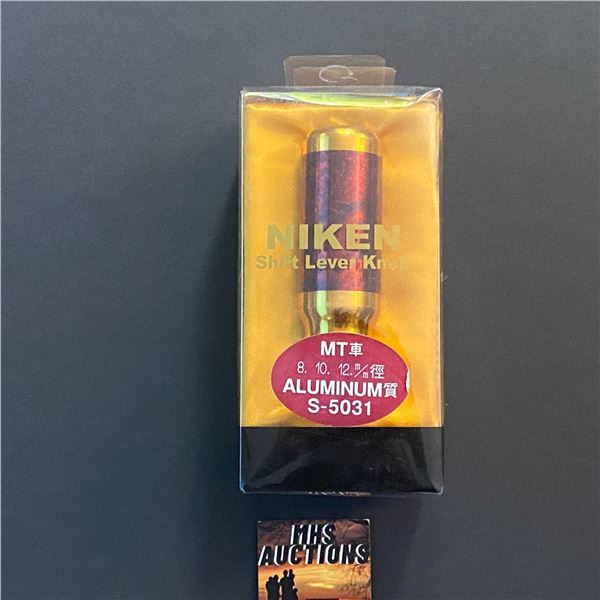 NIKEN
Shift Lever Knob
MT車
8. 10. 12.m/m徑
ALUMINUM質
S-5031
MHS
AUCTIONS